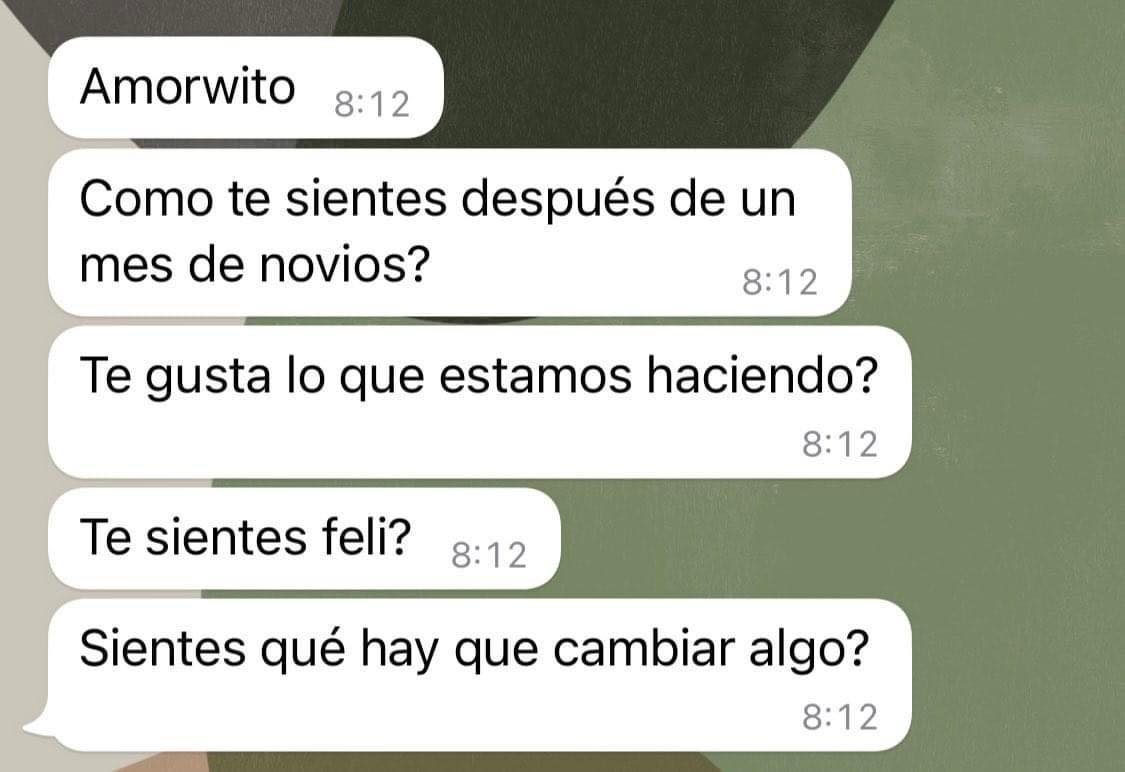 Amorwito 8:12
Como te sientes después de un
mes de novios? 8:12
Te gusta lo que estamos haciendo?
8:12
Te sientes feli? 8:12
Sientes qué hay que cambiar algo?
8:12